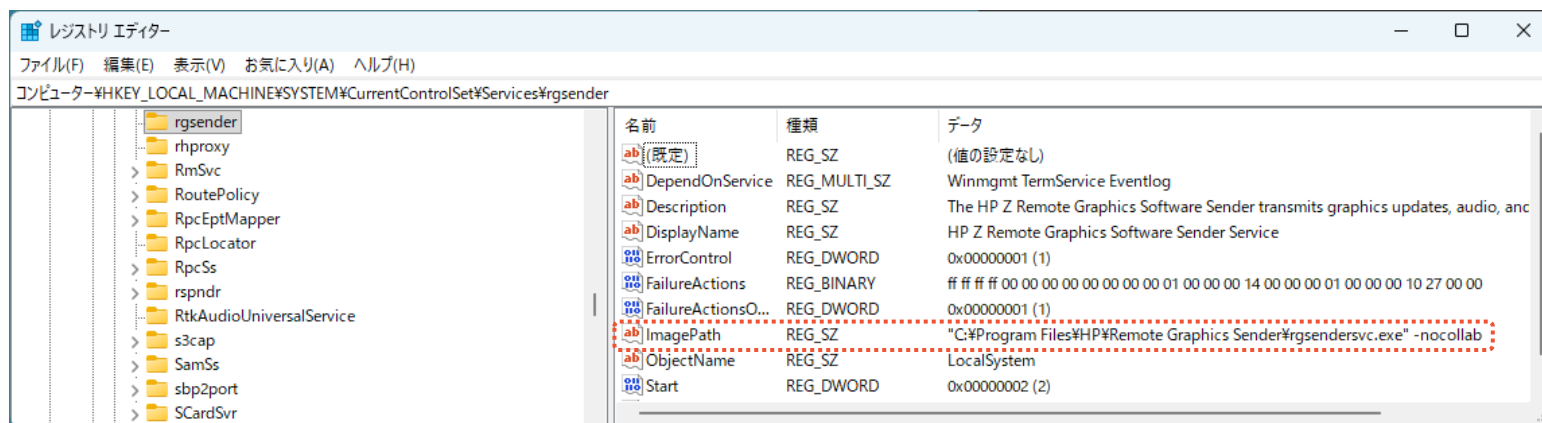 レジストリ エディター
ファイル(F) 編集(E) 表示(V) お気に入り(A) ヘルプ(H)
コンピューター¥HKEY_LOCAL_MACHINE¥SYSTEM¥CurrentControlSet¥Services¥rgsender
rgsender
rhproxy
RmSvc
RoutePolicy
RpcEptMapper
RpcLocator
RpcSs
rspndr
RtkAudioUniversalService
s3cap
SamSs
sbp2port
SCardSvr
名前 種類 データ
(既定) REG_SZ (値の設定なし)
DependOnService REG_MULTI_SZ Winmgmt TermService Eventlog
Description REG_SZ The HP Z Remote Graphics Software Sender transmits graphics updates, audio, and
DisplayName REG_SZ HP Z Remote Graphics Software Sender Service
ErrorControl REG_DWORD 0x00000001 (1)
FailureActions REG_BINARY ff ff ff ff 00 00 00 00 00 00 00 00 01 00 00 00 14 00 00 00 01 00 00 00 10 27 00 00
FailureActionsO... REG_DWORD 0x00000001 (1)
ImagePath REG_SZ "C:¥Program Files¥HP¥Remote Graphics Sender¥rgsendersvc.exe" -nocollab
ObjectName REG_SZ LocalSystem
Start REG_DWORD 0x00000002 (2)